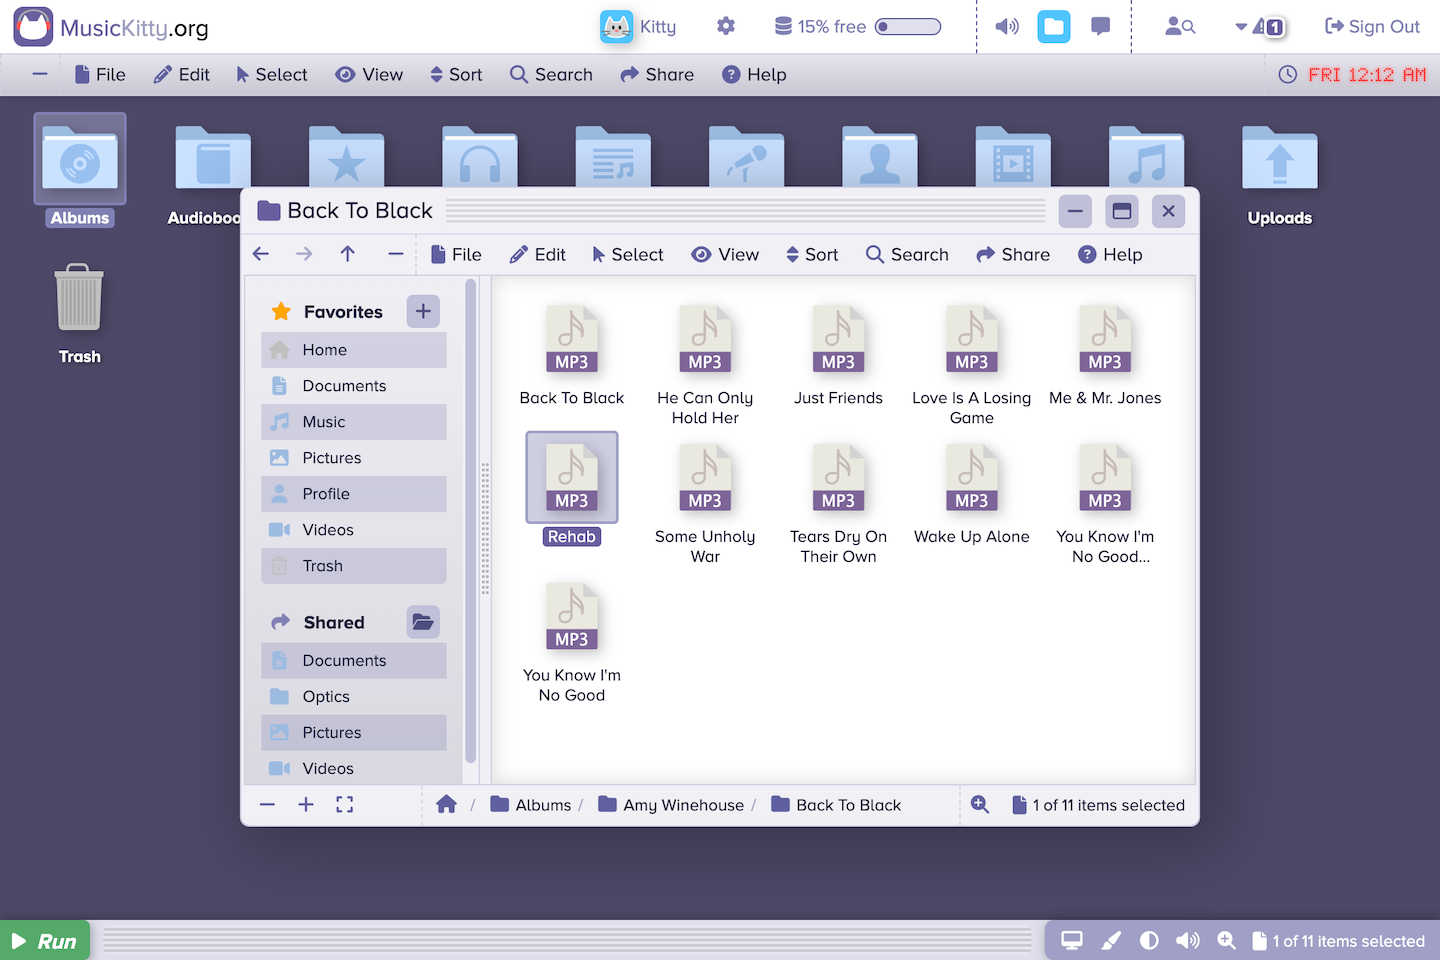 MusicKitty.org
Kitty
15% free
1
Sign Out
File Edit Select View Sort Search Share Help
FRI 12:12 AM
Albums
Uploads
Trash
Back To Black
File Edit Select View Sort Search Share Help
Favorites
Home
Documents
Music
Pictures
Profile
Videos
Trash
Shared
Documents
Optics
Pictures
Videos
MP3 MP3 MP3 MP3 MP3
Back To Black
He Can Only
Hold Her
Just Friends
Love Is A Losing
Game
Me & Mr. Jones
MP3 MP3 MP3 MP3 MP3
Rehab
Some Unholy
War
Tears Dry On
Their Own
Wake Up Alone
You Know I'm
No Good...
MP3
You Know I'm
No Good
/ Albums / Amy Winehouse / Back To Black
1 of 11 items selected
Run
1 of 11 items selected